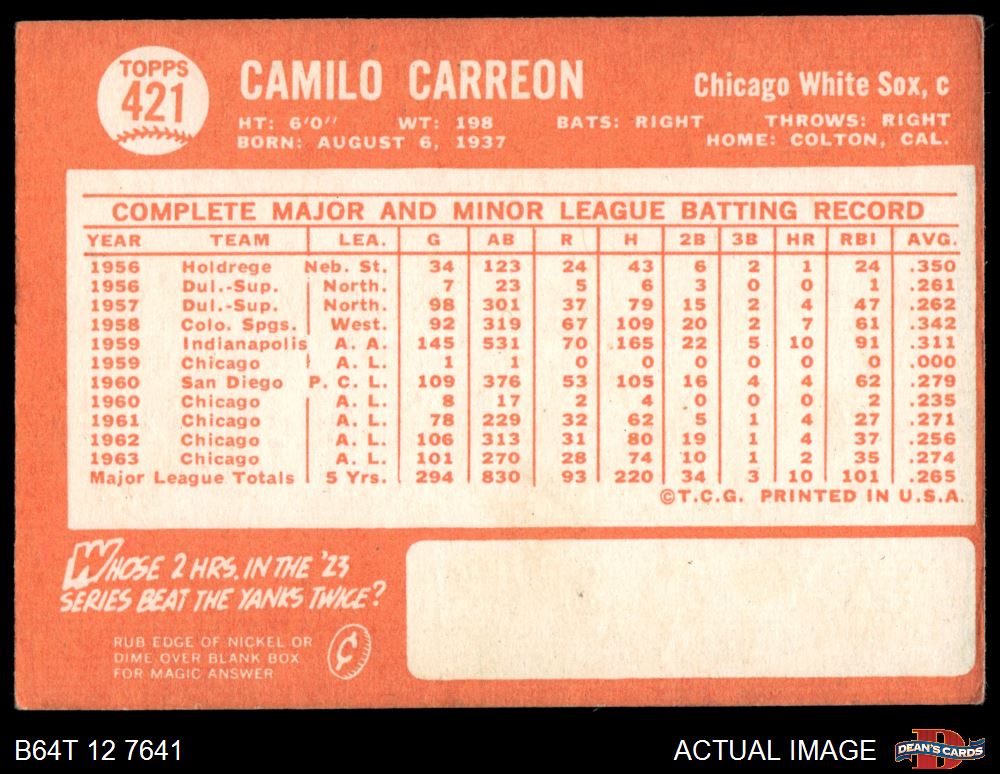 TOPPS
421
CAMILO CARREON
Chicago White Sox, c
HT: 6'0" WT: 198 BATS: RIGHT THROWS: RIGHT
BORN: AUGUST 6, 1937 HOME: COLTON, CAL.
COMPLETE MAJOR AND MINOR LEAGUE BATTING RECORD
YEAR TEAM LEA. G AB R H 2B 3B HR RBI AVG.
1956 Holdrege Neb. St. 34 123 24 43 6 2 1 24 .350
1956 Dul.-Sup. North. 7 23 5 6 3 0 0 1 .261
1957 Dul.-Sup. North. 98 301 37 79 15 2 4 47 .262
1958 Colo. Spgs. West. 92 319 67 109 20 2 7 61 .342
1959 Indianapolis A. A. 145 531 70 165 22 5 10 91 .311
1959 Chicago A. L. 1 1 0 0 0 0 0 0 .000
1960 San Diego P. C. L. 109 376 53 105 16 4 4 62 .279
1960 Chicago A. L. 8 17 2 4 0 0 0 2 .235
1961 Chicago A. L. 78 229 32 62 5 1 4 27 .271
1962 Chicago A. L. 106 313 31 80 19 1 4 37 .256
1963 Chicago A. L. 101 270 28 74 10 1 2 35 .274
Major League Totals 5 Yrs. 294 830 93 220 34 3 10 101 .265
©T.C.G. PRINTED IN U.S.A.
WHOSE 2 HRS. IN THE '23
SERIES BEAT THE YANKS TWICE?
RUB EDGE OF NICKEL OR
DIME OVER BLANK BOX
FOR MAGIC ANSWER
B64T 12 7641
ACTUAL IMAGE
D
DEAN'S CARDS